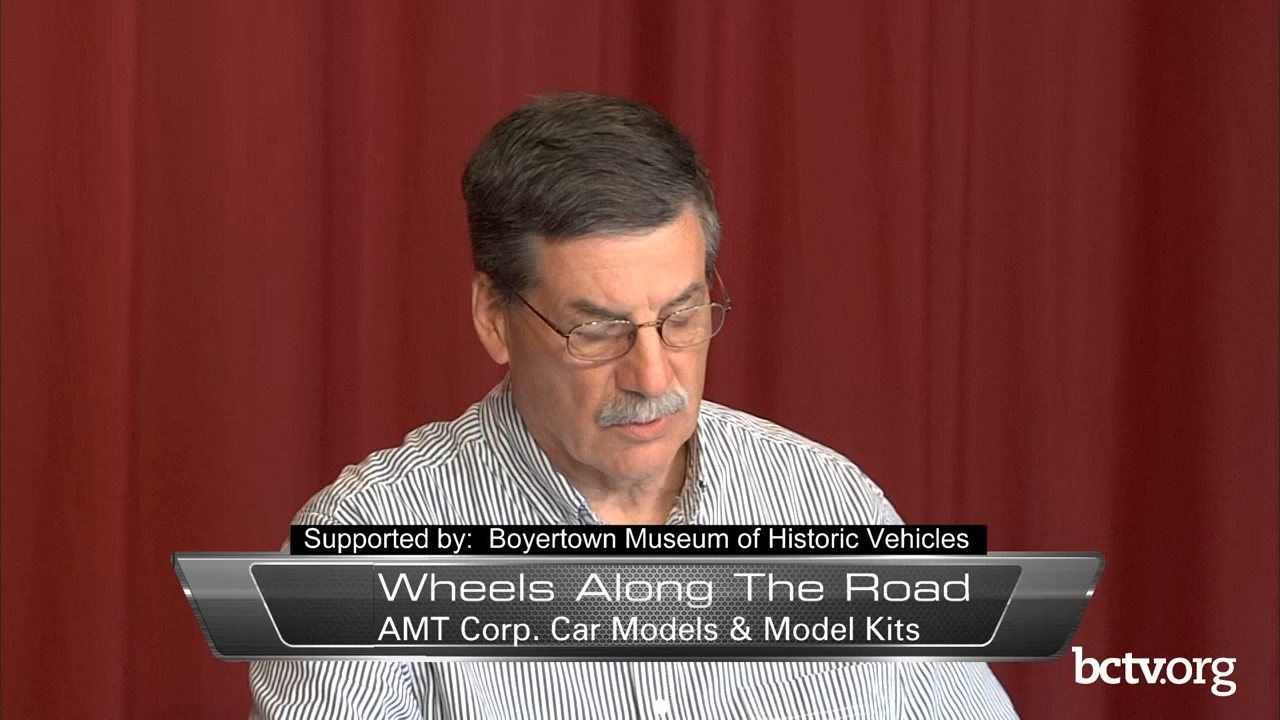 Supported by:  Boyertown Museum of Historic Vehicles
Wheels Along The Road
AMT Corp. Car Models & Model Kits
bctv.org